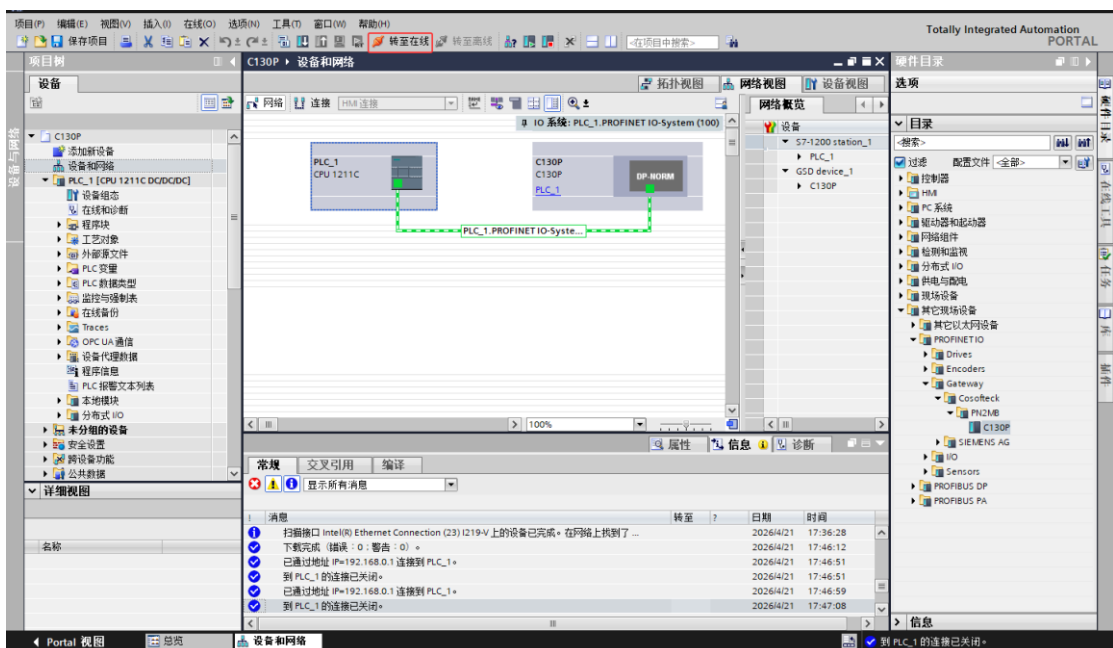 项目(P) 编辑(E) 视图(V) 插入(I) 在线(O) 选项(N) 工具(T) 窗口(W) 帮助(H)
Totally Integrated Automation
PORTAL
保存项目 转至在线 转至离线 <在项目中搜索>
项目树
C130P ▸ 设备和网络
硬件目录
设备
拓扑视图 网络视图 设备视图
选项
网络 连接 HMI 连接
网络概览
IO 系统: PLC_1.PROFINET IO-System (100)
设备
S7-1200 station_1
PLC_1
GSD device_1
C130P
PLC_1
CPU 1211C
C130P
C130P
PLC_1
DP-NORM
PLC_1.PROFINET IO-Syste...
100%
设备与网络
C130P
添加新设备
设备和网络
PLC_1 [CPU 1211C DC/DC/DC]
设备组态
在线和诊断
程序块
工艺对象
外部源文件
PLC 变量
PLC 数据类型
监控与强制表
在线备份
Traces
OPC UA 通信
设备代理数据
程序信息
PLC 报警文本列表
本地模块
分布式 I/O
未分组的设备
安全设置
跨设备功能
公共数据
详细视图
名称
目录
<搜索>
过滤 配置文件 <全部>
控制器
HMI
PC 系统
驱动器和起动器
网络组件
检测和监视
分布式 I/O
供电与配电
现场设备
其它现场设备
其它以太网设备
PROFINET IO
Drives
Encoders
Gateway
Cosofteck
PN2MB
C130P
SIEMENS AG
I/O
Sensors
PROFIBUS DP
PROFIBUS PA
信息
硬件目录
在线工具
任务
库
插件
属性 信息 诊断
常规 交叉引用 编译
显示所有消息
! 消息 转至 ? 日期 时间
扫描接口 Intel(R) Ethernet Connection (23) I219-V 上的设备已完成。在网络上找到了 ... 2026/4/21 17:36:28
下载完成（错误：0；警告：0）。 2026/4/21 17:46:12
已通过地址 IP=192.168.0.1 连接到 PLC_1。 2026/4/21 17:46:51
到 PLC_1 的连接已关闭。 2026/4/21 17:46:51
已通过地址 IP=192.168.0.1 连接到 PLC_1。 2026/4/21 17:46:59
到 PLC_1 的连接已关闭。 2026/4/21 17:47:08
Portal 视图 总览 设备和网络 到 PLC_1 的连接已关闭。